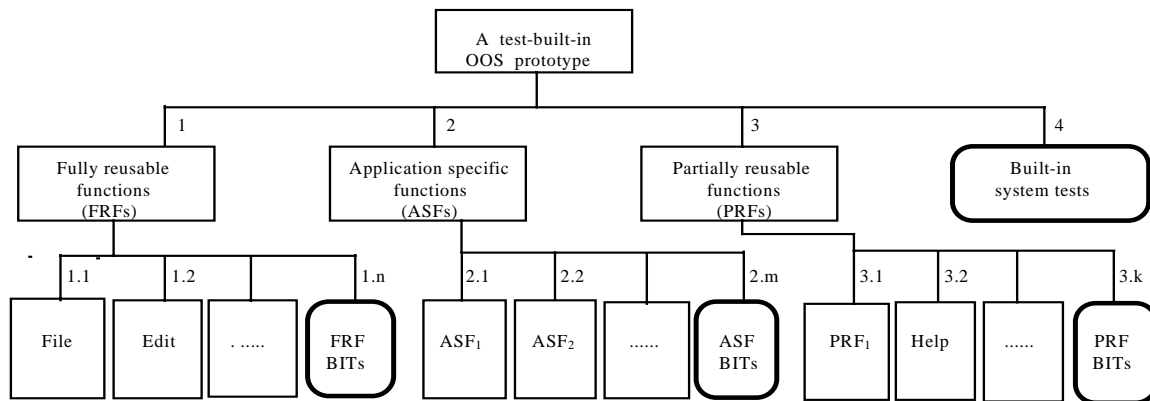 A test-built-in
OOS prototype
1
2
3
4
Fully reusable
functions
(FRFs)
Application specific
functions
(ASFs)
Partially reusable
functions
(PRFs)
Built-in
system tests
1.1
1.2
1.n
2.1
2.2
2.m
3.1
3.2
3.k
File
Edit
. .....
FRF
BITs
ASF₁
ASF₂
......
ASF
BITs
PRF₁
Help
......
PRF
BITs